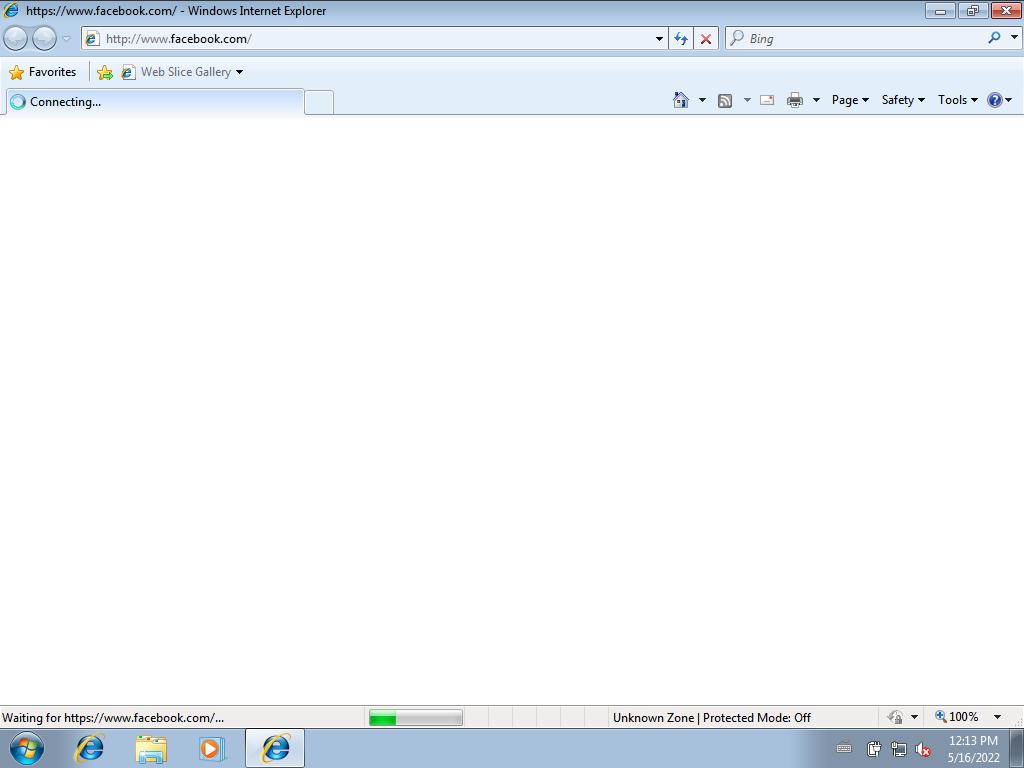 https://www.facebook.com/ - Windows Internet Explorer
http://www.facebook.com/
Bing
Favorites
Web Slice Gallery
Connecting...
Page
Safety
Tools
Waiting for https://www.facebook.com/...
Unknown Zone | Protected Mode: Off
100%
12:13 PM
5/16/2022